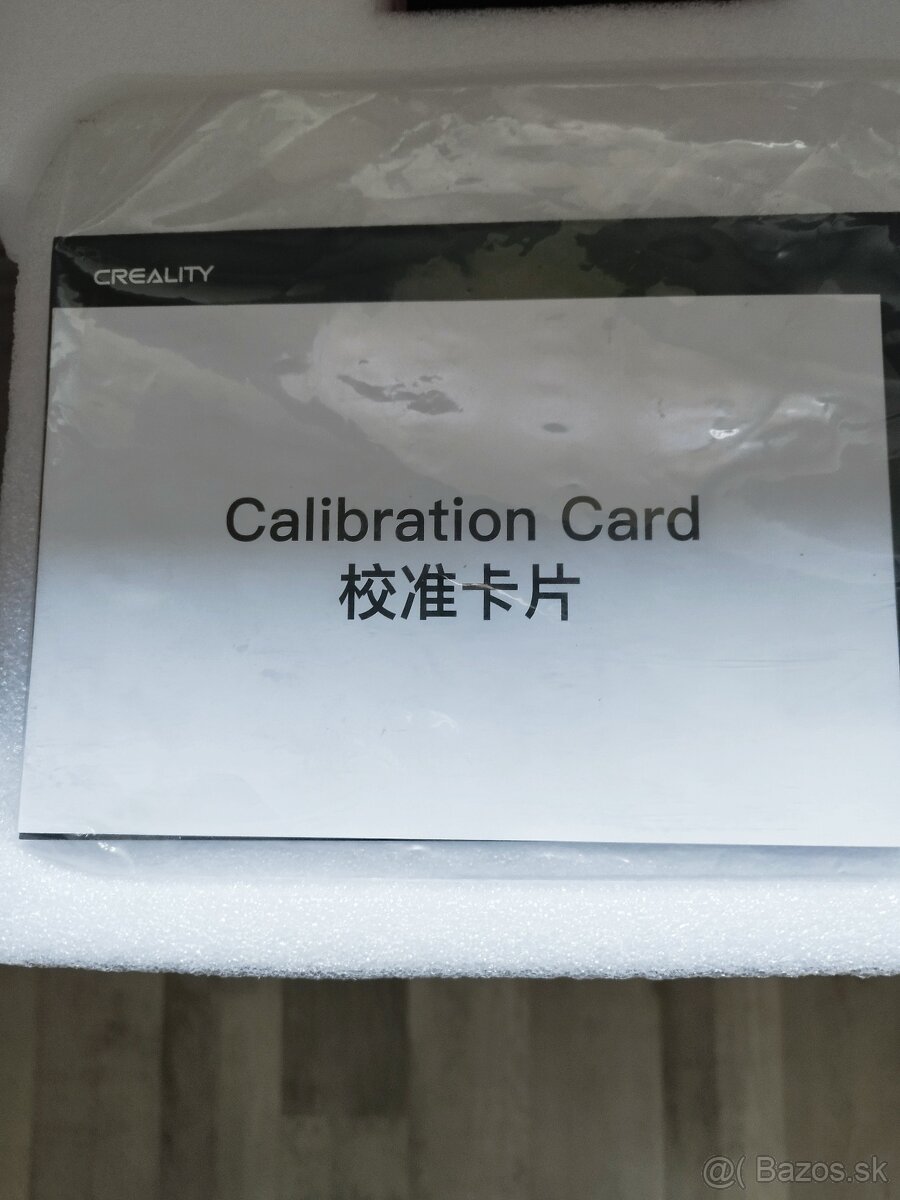 CREALITY
Calibration Card
校准卡片
@( Bazos.sk